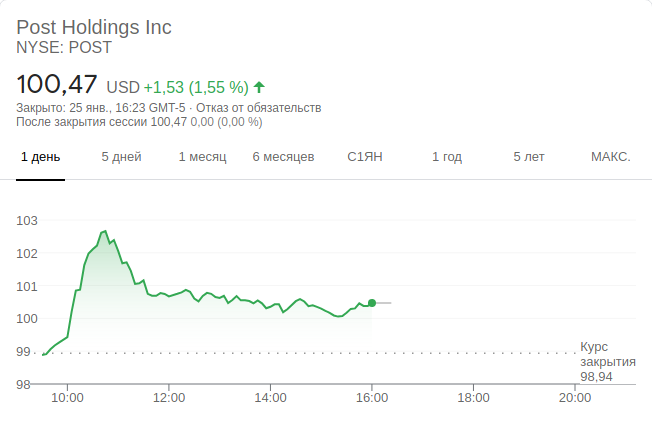 Post Holdings Inc
NYSE: POST
100,47 USD +1,53 (1,55 %)
Закрыто: 25 янв., 16:23 GMT-5 · Отказ от обязательств
После закрытия сессии 100,47 0,00 (0,00 %)
1 день 5 дней 1 месяц 6 месяцев С1ЯН 1 год 5 лет МАКС.
103
102
101
100
99
98
Курс
закрытия
98,94
10:00 12:00 14:00 16:00 18:00 20:00